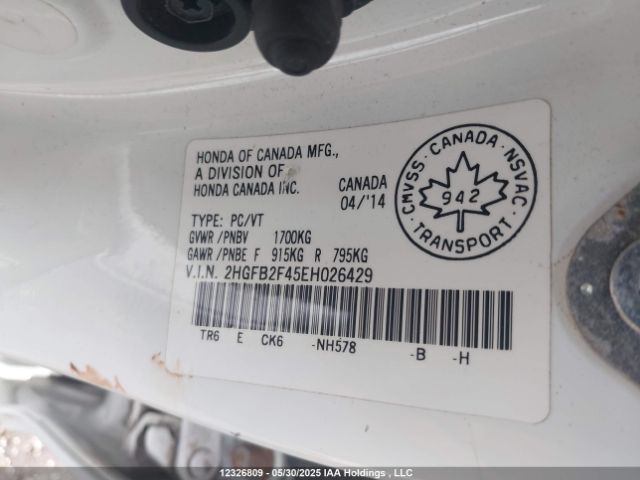 HONDA OF CANADA MFG.,
A DIVISION OF
HONDA CANADA INC.
CANADA
04/'14
TYPE: PC/VT
GVWR /PNBV 1700KG
GAWR /PNBE F 915KG R 795KG
V.I.N. 2HGFB2F45EH026429
TR6 E CK6 -NH578 -B -H
CMVSS · CANADA · NSVAC ·
942
TRANSPORT
12326809 - 05/30/2025 IAA Holdings , LLC